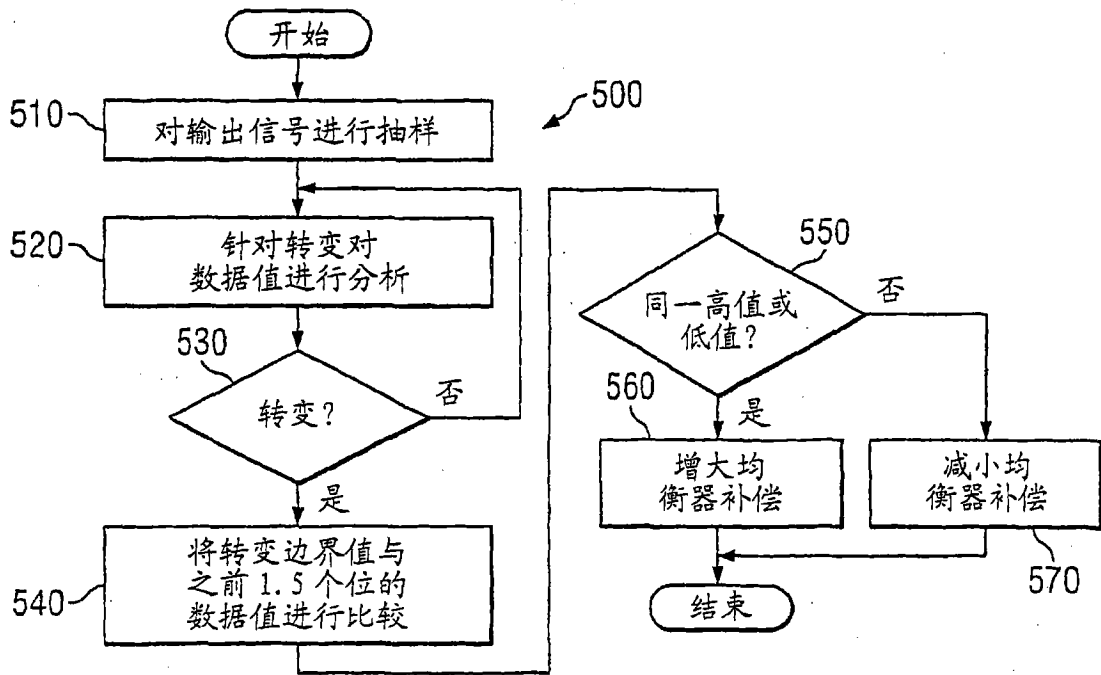 开始
500
510
对输出信号进行抽样
520
针对转变对
数据值进行分析
530
转变?
否
是
540
将转变边界值与
之前1.5个位的
数据值进行比较
550
同一高值或
低值?
否
是
560
增大均
衡器补偿
减小均
衡器补偿
570
结束